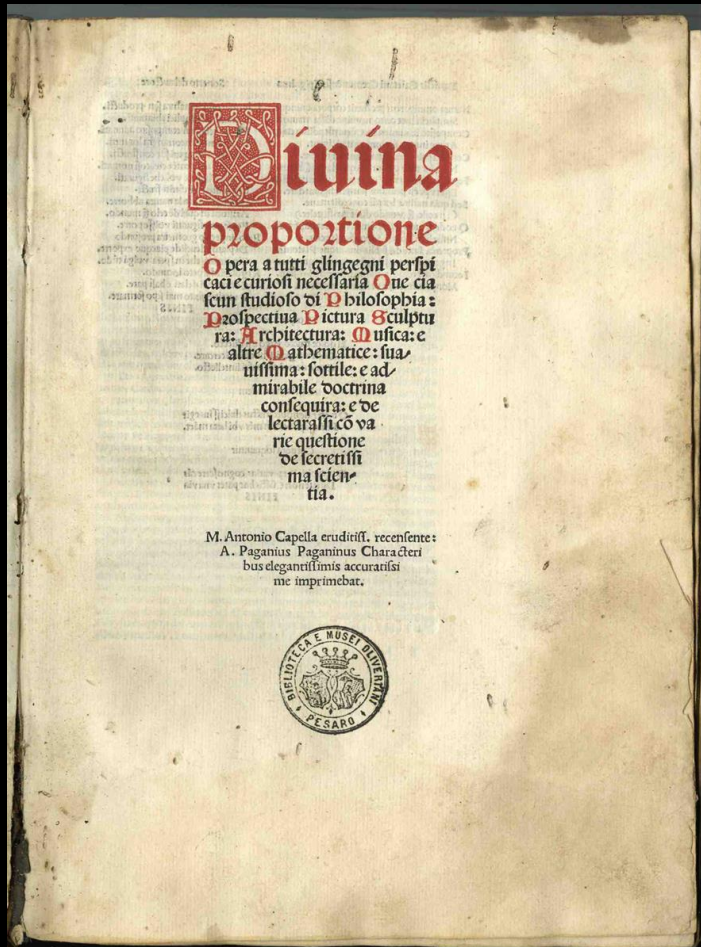 Diuina
proportione
Opera a tutti glingegni perspi
caci e curiosi necessaria Oue cia
scun studioso di Philosophia:
Prospectiua Pictura Sculptu
ra: Architectura: Musica: e
altre Mathematice: sua/
uissima: sottile: e ad/
mirabile doctrina
consequira: e de
lectarassi cō va
rie questione
de secretissi
ma scien/
tia.
M. Antonio Capella eruditiss. recensente:
A. Paganius Paganinus Characteri
bus elegantissimis accuratissi
me imprimebat.
BIBLIOTECA E MUSEI OLIVERIANI
PESARO